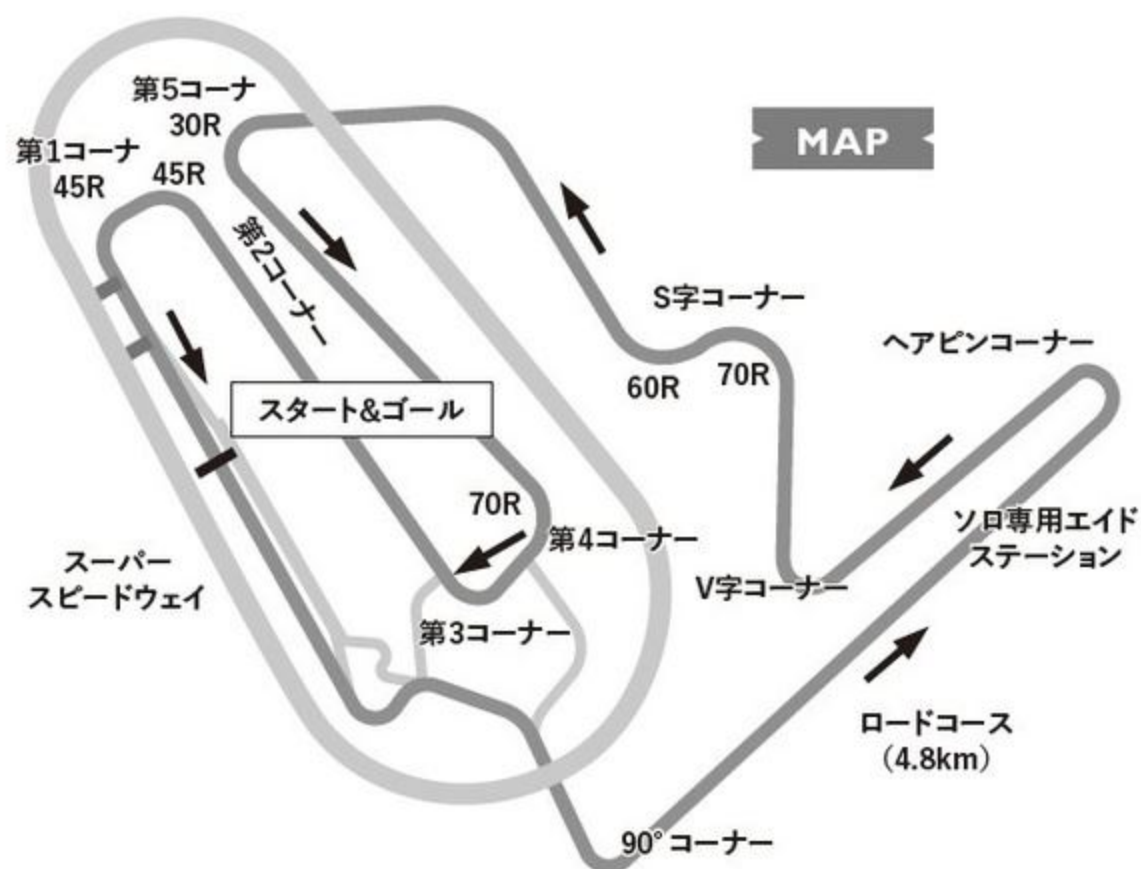 第5コーナ
30R
MAP
第1コーナ
45R
45R
第2コーナー
S字コーナー
60R
70R
ヘアピンコーナー
スタート&ゴール
70R
第4コーナー
ソロ専用エイド
ステーション
スーパー
スピードウェイ
V字コーナー
第3コーナー
ロードコース
(4.8km)
90°コーナー